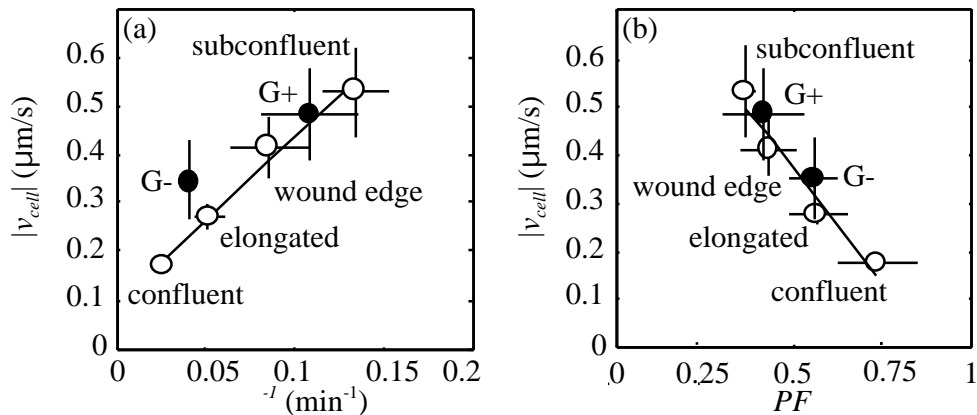 (a)
subconfluent
G+
G-
wound edge
elongated
confluent
|v_cell| (μm/s)
0.6
0.5
0.4
0.3
0.2
0.1
0
0
0.05
0.1
0.15
0.2
-1 (min-1)
(b)
subconfluent
G+
G-
wound edge
elongated
confluent
|v_cell| (μm/s)
0.6
0.5
0.4
0.3
0.2
0.1
0
0
0.25
0.5
0.75
1
PF